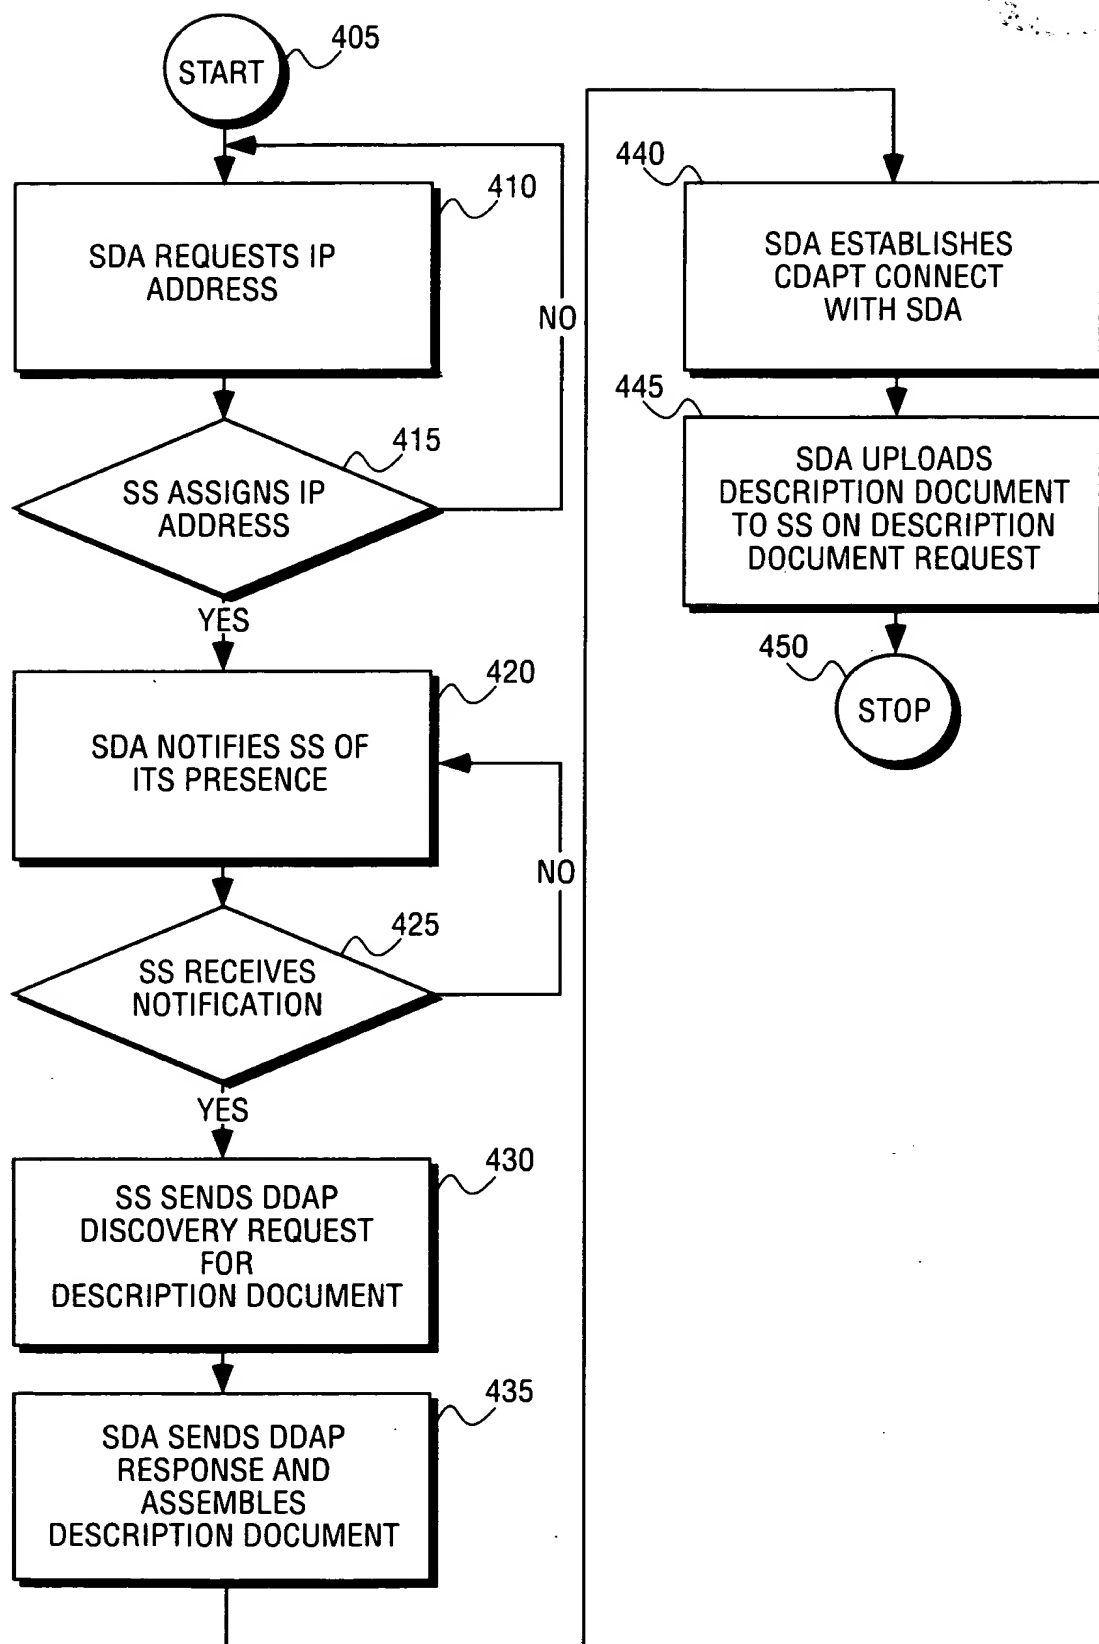 START
405
SDA REQUESTS IP
ADDRESS
410
NO
SS ASSIGNS IP
ADDRESS
415
YES
SDA NOTIFIES SS OF
ITS PRESENCE
420
NO
SS RECEIVES
NOTIFICATION
425
YES
SS SENDS DDAP
DISCOVERY REQUEST
FOR
DESCRIPTION DOCUMENT
430
SDA SENDS DDAP
RESPONSE AND
ASSEMBLES
DESCRIPTION DOCUMENT
435
440
SDA ESTABLISHES
CDAPT CONNECT
WITH SDA
445
SDA UPLOADS
DESCRIPTION DOCUMENT
TO SS ON DESCRIPTION
DOCUMENT REQUEST
450
STOP